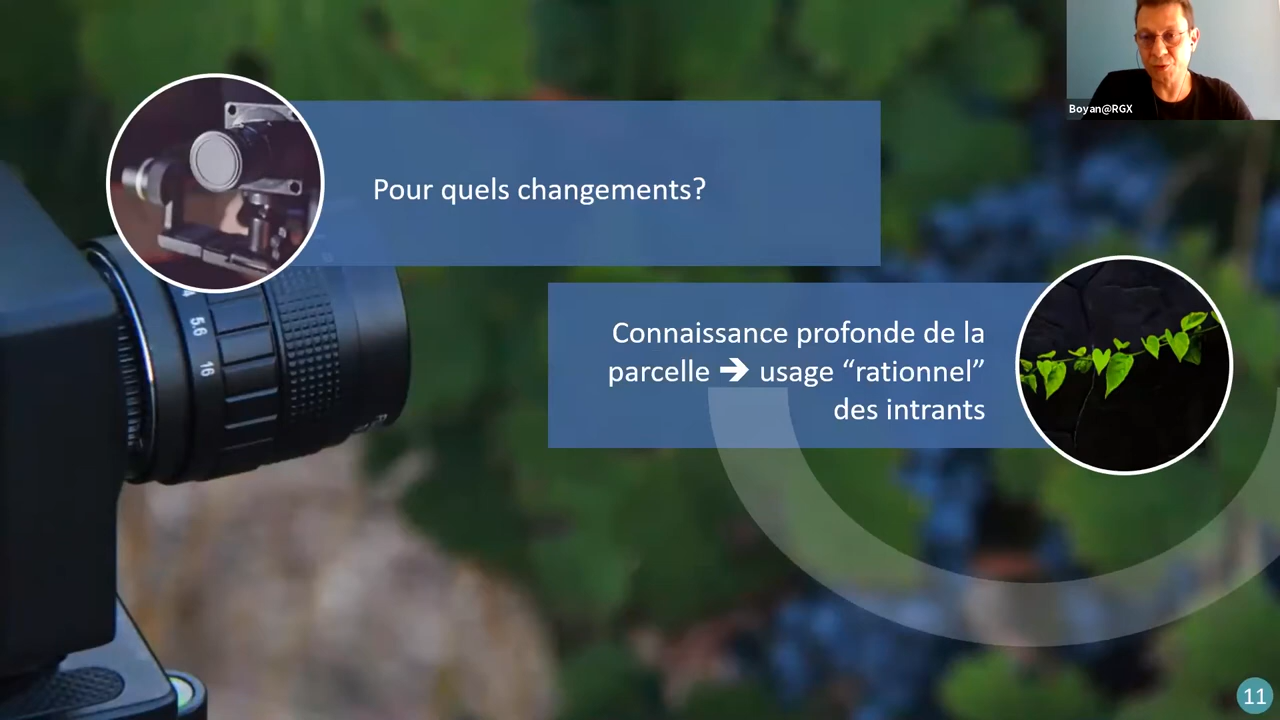 Boyan@RGX
Pour quels changements?
Connaissance profonde de la
parcelle ➔ usage “rationnel”
des intrants
5.6
16
11